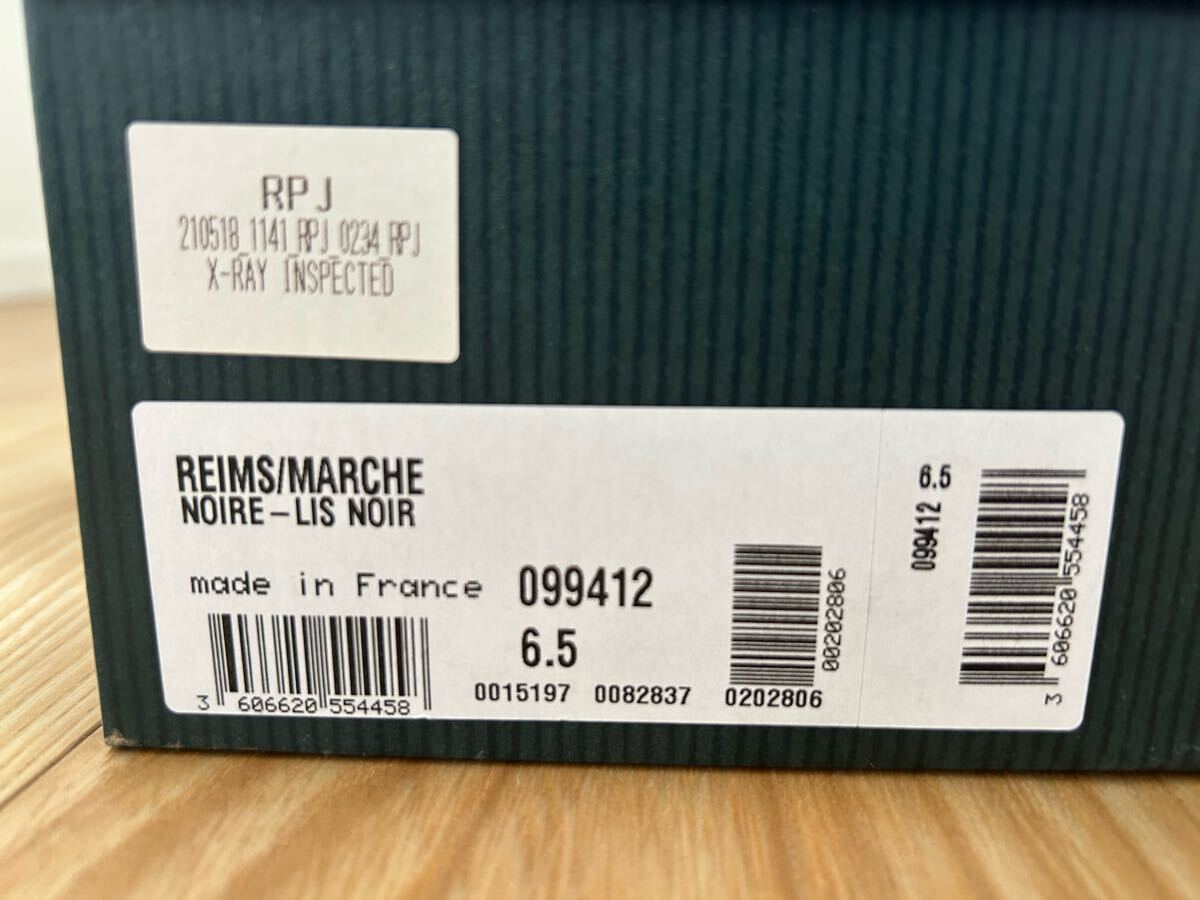 RPJ
210518_1141_RPJ_0234_RPJ
X-RAY INSPECTED
REIMS/MARCHE
NOIRE-LIS NOIR
made in France 099412
6.5
3 606620 554458
0015197 0082837 0202806
00202806
6.5
099412
3 606620 554458